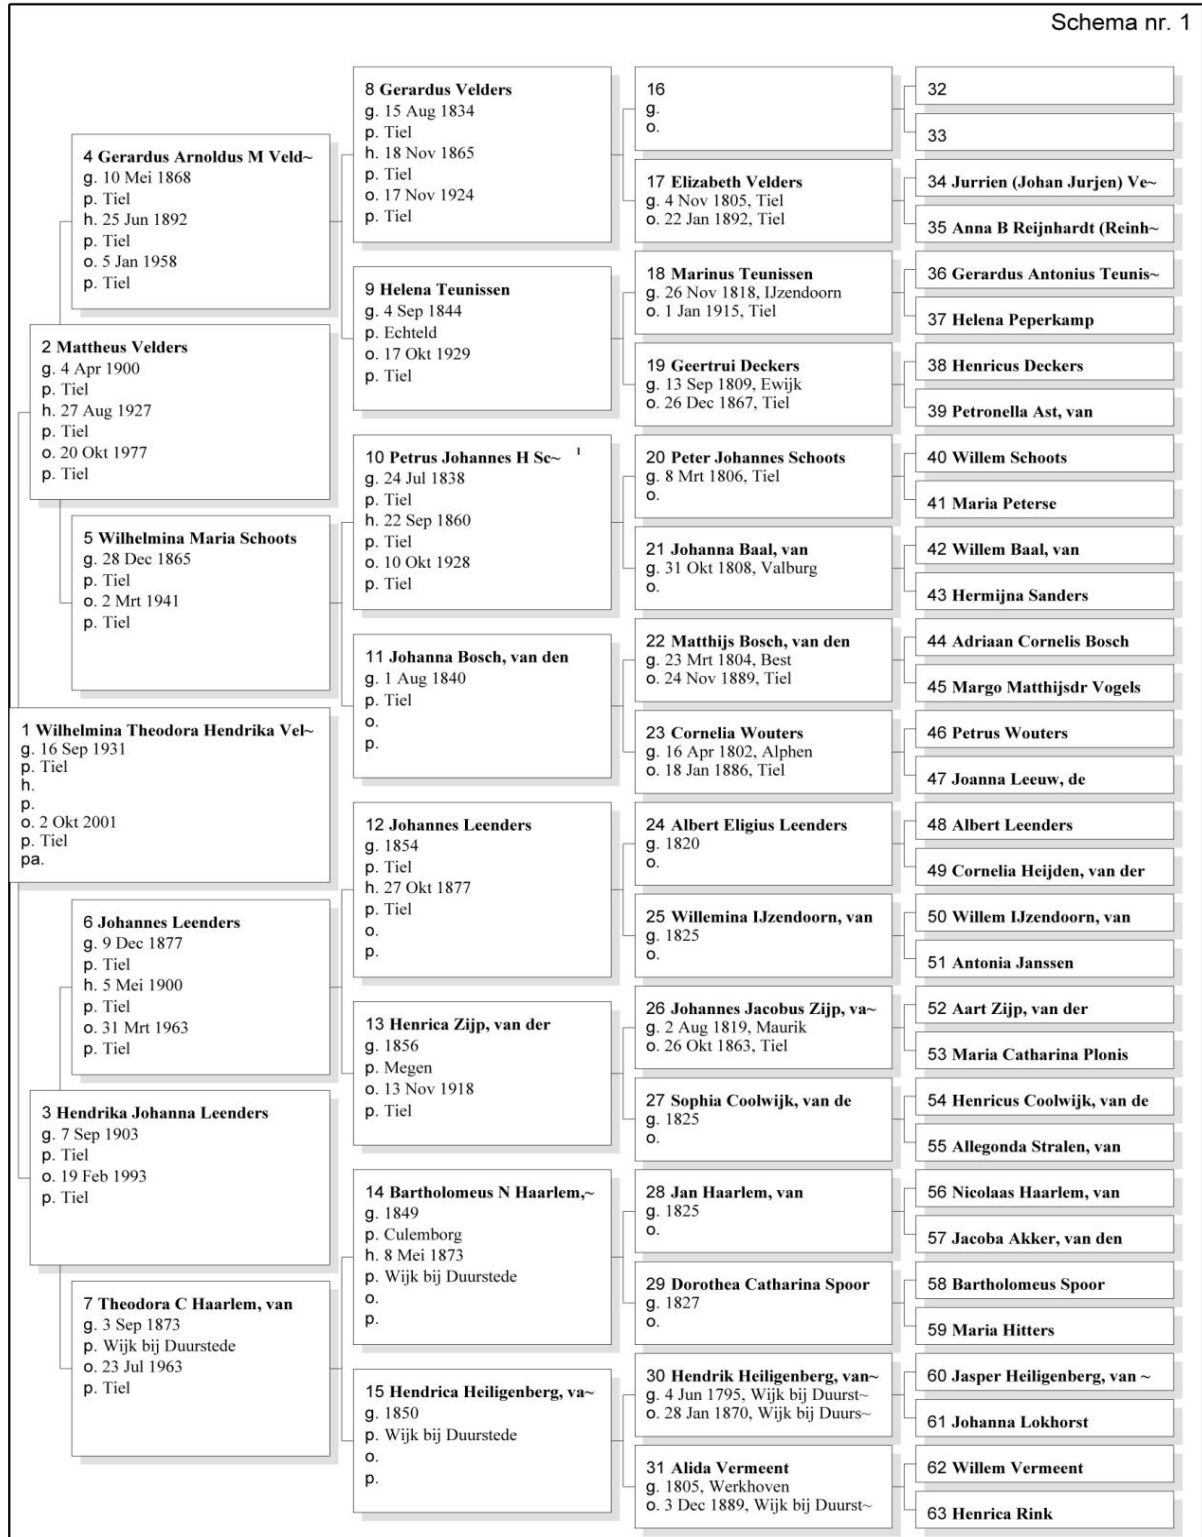 Schema nr. 1
1 Wilhelmina Theodora Hendrika Vel~
g. 16 Sep 1931
p. Tiel
h.
p.
o. 2 Okt 2001
p. Tiel
pa.
2 Mattheus Velders
g. 4 Apr 1900
p. Tiel
h. 27 Aug 1927
p. Tiel
o. 20 Okt 1977
p. Tiel
3 Hendrika Johanna Leenders
g. 7 Sep 1903
p. Tiel
o. 19 Feb 1993
p. Tiel
4 Gerardus Arnoldus M Veld~
g. 10 Mei 1868
p. Tiel
h. 25 Jun 1892
p. Tiel
o. 5 Jan 1958
p. Tiel
5 Wilhelmina Maria Schoots
g. 28 Dec 1865
p. Tiel
o. 2 Mrt 1941
p. Tiel
6 Johannes Leenders
g. 9 Dec 1877
p. Tiel
h. 5 Mei 1900
p. Tiel
o. 31 Mrt 1963
p. Tiel
7 Theodora C Haarlem, van
g. 3 Sep 1873
p. Wijk bij Duurstede
o. 23 Jul 1963
p. Tiel
8 Gerardus Velders
g. 15 Aug 1834
p. Tiel
h. 18 Nov 1865
p. Tiel
o. 17 Nov 1924
p. Tiel
9 Helena Teunissen
g. 4 Sep 1844
p. Echteld
o. 17 Okt 1929
p. Tiel
10 Petrus Johannes H Sc~ 1
g. 24 Jul 1838
p. Tiel
h. 22 Sep 1860
p. Tiel
o. 10 Okt 1928
p. Tiel
11 Johanna Bosch, van den
g. 1 Aug 1840
p. Tiel
o.
p.
12 Johannes Leenders
g. 1854
p. Tiel
h. 27 Okt 1877
p. Tiel
o.
p.
13 Henrica Zijp, van der
g. 1856
p. Megen
o. 13 Nov 1918
p. Tiel
14 Bartholomeus N Haarlem,~
g. 1849
p. Culemborg
h. 8 Mei 1873
p. Wijk bij Duurstede
o.
p.
15 Hendrica Heiligenberg, va~
g. 1850
p. Wijk bij Duurstede
o.
p.
16
g.
o.
17 Elizabeth Velders
g. 4 Nov 1805, Tiel
o. 22 Jan 1892, Tiel
18 Marinus Teunissen
g. 26 Nov 1818, IJzendoorn
o. 1 Jan 1915, Tiel
19 Geertrui Deckers
g. 13 Sep 1809, Ewijk
o. 26 Dec 1867, Tiel
20 Peter Johannes Schoots
g. 8 Mrt 1806, Tiel
o.
21 Johanna Baal, van
g. 31 Okt 1808, Valburg
o.
22 Matthijs Bosch, van den
g. 23 Mrt 1804, Best
o. 24 Nov 1889, Tiel
23 Cornelia Wouters
g. 16 Apr 1802, Alphen
o. 18 Jan 1886, Tiel
24 Albert Eligius Leenders
g. 1820
o.
25 Willemina IJzendoorn, van
g. 1825
o.
26 Johannes Jacobus Zijp, va~
g. 2 Aug 1819, Maurik
o. 26 Okt 1863, Tiel
27 Sophia Coolwijk, van de
g. 1825
o.
28 Jan Haarlem, van
g. 1825
o.
29 Dorothea Catharina Spoor
g. 1827
o.
30 Hendrik Heiligenberg, van~
g. 4 Jun 1795, Wijk bij Duurst~
o. 28 Jan 1870, Wijk bij Duurs~
31 Alida Vermeent
g. 1805, Werkhoven
o. 3 Dec 1889, Wijk bij Duurst~
32
33
34 Jurrien (Johan Jurjen) Ve~
35 Anna B Reijnhardt (Reinh~
36 Gerardus Antonius Teunis~
37 Helena Peperkamp
38 Henricus Deckers
39 Petronella Ast, van
40 Willem Schoots
41 Maria Peterse
42 Willem Baal, van
43 Hermijna Sanders
44 Adriaan Cornelis Bosch
45 Margo Matthijsdr Vogels
46 Petrus Wouters
47 Joanna Leeuw, de
48 Albert Leenders
49 Cornelia Heijden, van der
50 Willem IJzendoorn, van
51 Antonia Janssen
52 Aart Zijp, van der
53 Maria Catharina Plonis
54 Henricus Coolwijk, van de
55 Allegonda Stralen, van
56 Nicolaas Haarlem, van
57 Jacoba Akker, van den
58 Bartholomeus Spoor
59 Maria Hitters
60 Jasper Heiligenberg, van ~
61 Johanna Lokhorst
62 Willem Vermeent
63 Henrica Rink